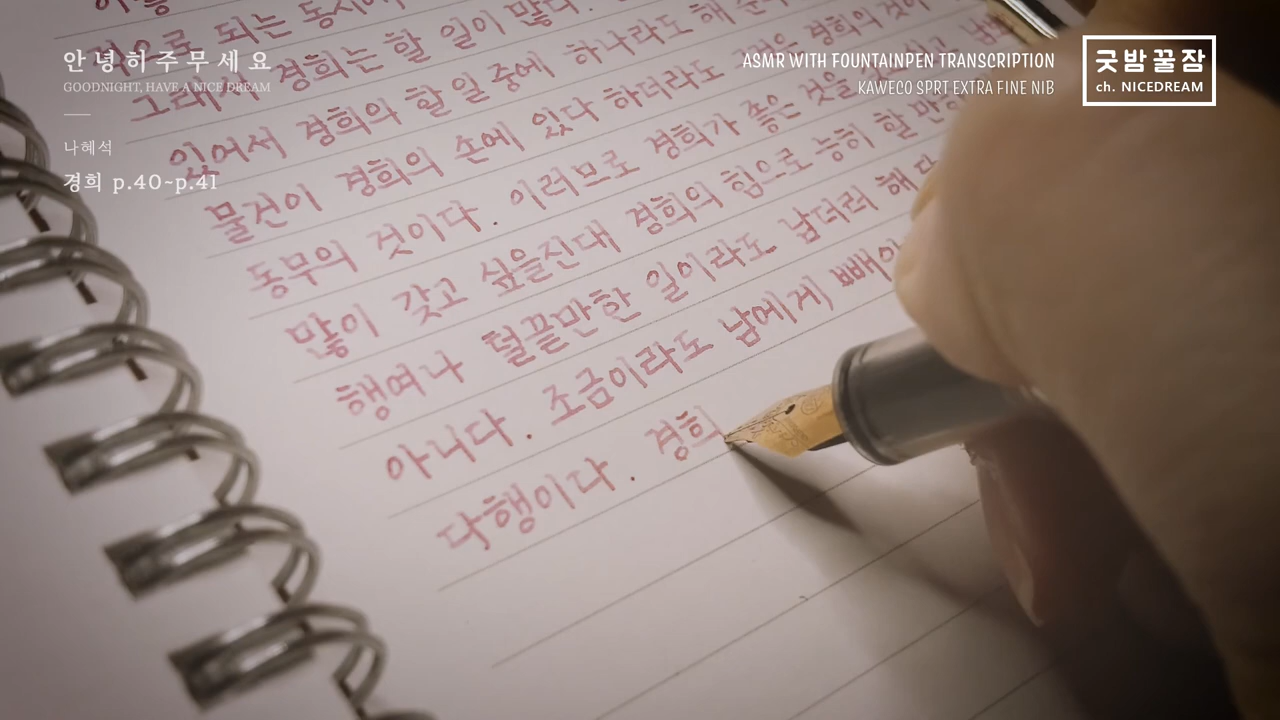 안녕히주무세요
GOODNIGHT, HAVE A NICE DREAM
나혜석
경희 p.40~p.41
ASMR WITH FOUNTAINPEN TRANSCRIPTION
KAWECO SPRT EXTRA FINE NIB
굿밤꿀잠
ch. NICEDREAM
되는 동시에
경희는 할 일이 많다.
있어서 경희의 할 일 중에 하나라도 해
물건이 경희의 손에 있다 하더라도 경희의 것이
동무의 것이다. 이러므로 경희가 좋은 것을
많이 갖고 싶을진대 경희의 힘으로 능히 할 만한
행여나 털끝만한 일이라도 남더러 해
아니다. 조금이라도 남에게 빼
다행이다. 경희